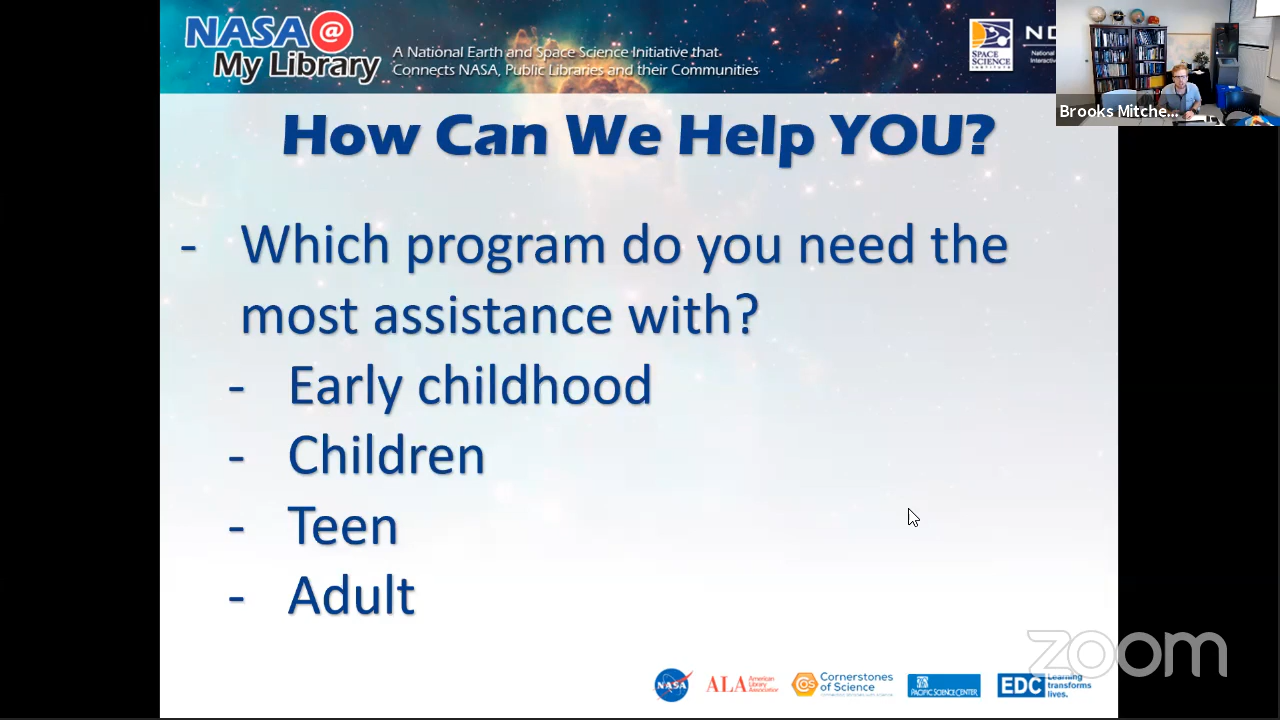 NASA@
My Library
A National Earth and Space Science Initiative that
Connects NASA, Public Libraries and their Communities
SPACE
SCIENCE
INSTITUTE
National
Interactiv
Brooks Mitche...
How Can We Help YOU?
- Which program do you need the
most assistance with?
- Early childhood
- Children
- Teen
- Adult
zoom
NASA
ALA American
Library
Association
Cornerstones
of Science
PACIFIC SCIENCE CENTER
EDC Learning
transforms
lives.